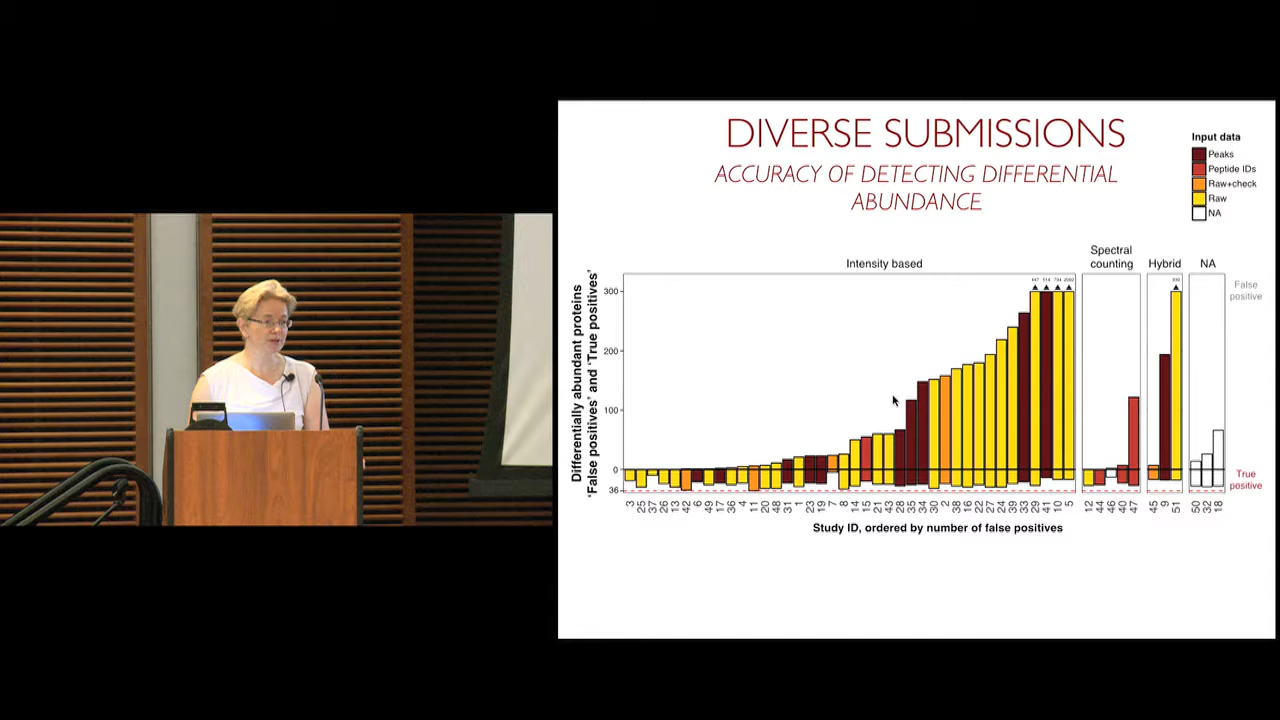 DIVERSE SUBMISSIONS
ACCURACY OF DETECTING DIFFERENTIAL
ABUNDANCE
Input data
Peaks
Peptide IDs
Raw+check
Raw
NA
Intensity based
Spectral
counting
Hybrid
NA
Differentially abundant proteins
'False positives' and 'True positives'
300
200
100
0
36
False
positive
True
positive
3 25 37 26 13 42 6 49 17 36 4 11 20 48 31 1 23 19 7 8 14 15 21 43 28 35 34 30 2 38 16 22 27 24 39 33 29 41 10 5
12 44 46 40 47
45 9 51
50 32 18
Study ID, ordered by number of false positives